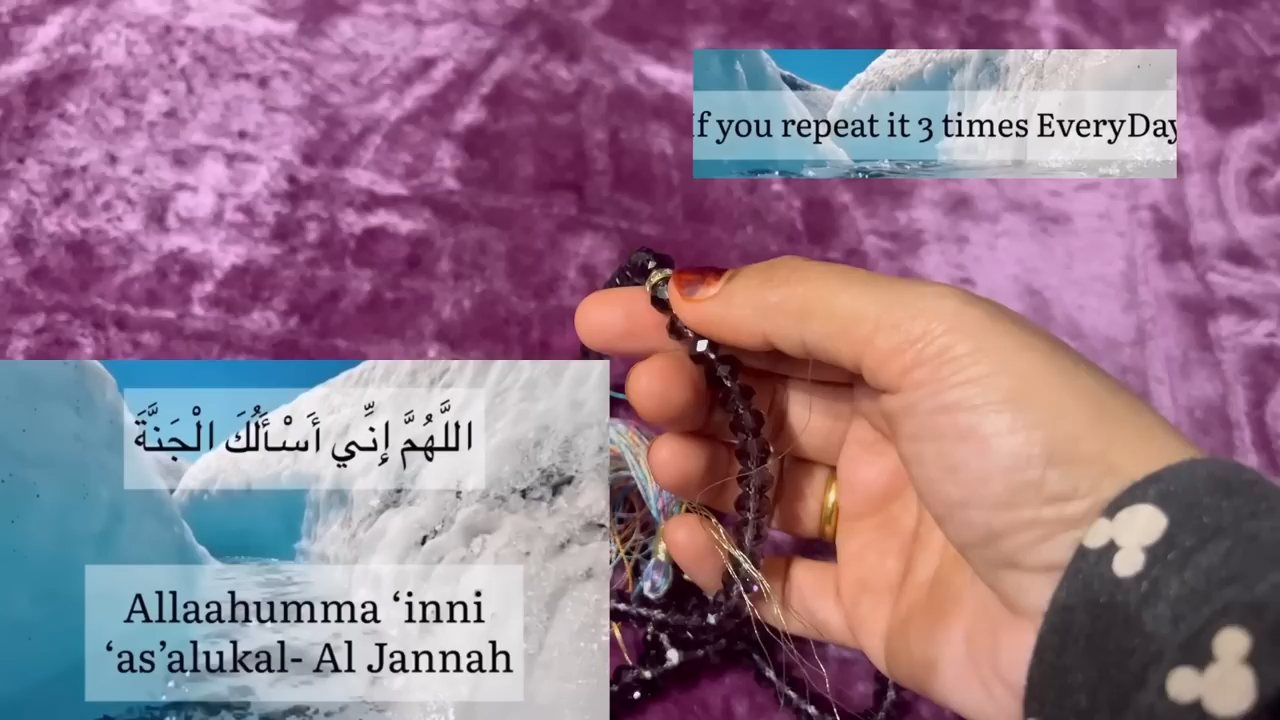 If you repeat it 3 times EveryDay
اللَّهُمَّ إِنِّي أَسْأَلُكَ الْجَنَّةَ
Allaahumma ‘inni
‘as’alukal- Al Jannah